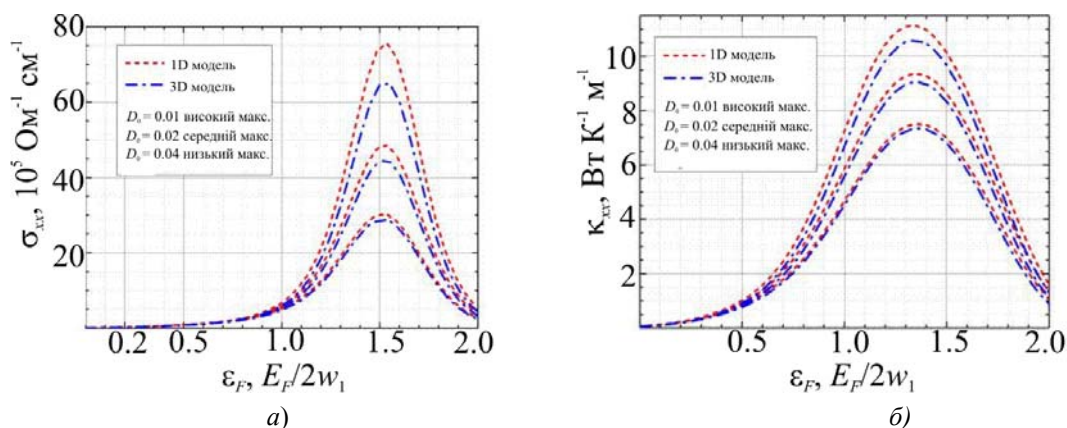 80
60
40
20
σxx, 10⁵ Ом⁻¹ см⁻¹
1D модель
3D модель
D₀ = 0.01 високий макс.
D₀ = 0.02 середній макс.
D₀ = 0.04 низький макс.
0.2 0.5 1.0 1.5 2.0
εF, EF/2w₁
а)
10
8
6
4
2
κxx, Вт К⁻¹ м⁻¹
1D модель
3D модель
D₀ = 0.01 високий макс.
D₀ = 0.02 середній макс.
D₀ = 0.04 низький макс.
0.5 1.0 1.5 2.0
εF, EF/2w₁
б)